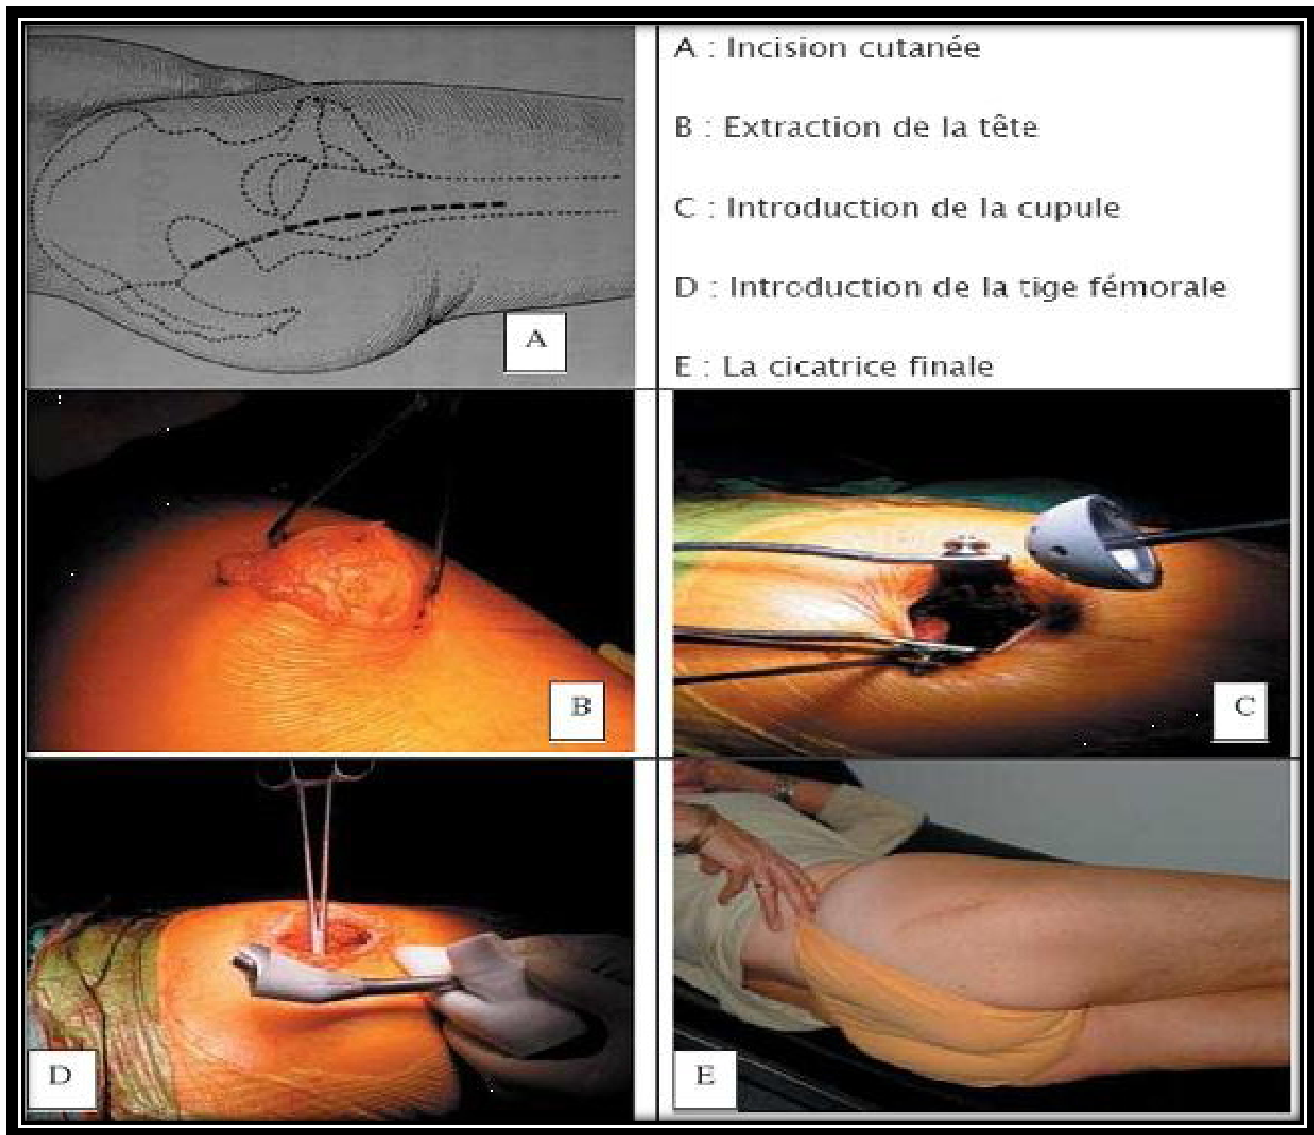 A : Incision cutanée
B : Extraction de la tête
C : Introduction de la cupule
D : Introduction de la tige fémorale
E : La cicatrice finale
A
B
C
D
E